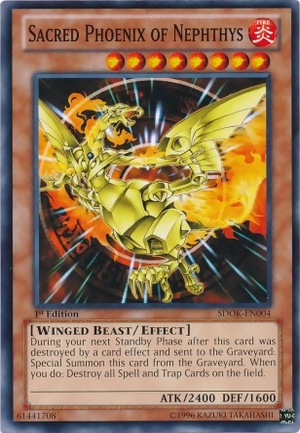 SACRED PHOENIX OF NEPHTHYS
FIRE
炎
1st Edition
SDOK-EN004
[WINGED BEAST/EFFECT]
During your next Standby Phase after this card was
destroyed by a card effect and sent to the Graveyard:
Special Summon this card from the Graveyard. When
you do: Destroy all Spell and Trap Cards on the field.
ATK/2400 DEF/1600
61441708
©1996 KAZUKI TAKAHASHI